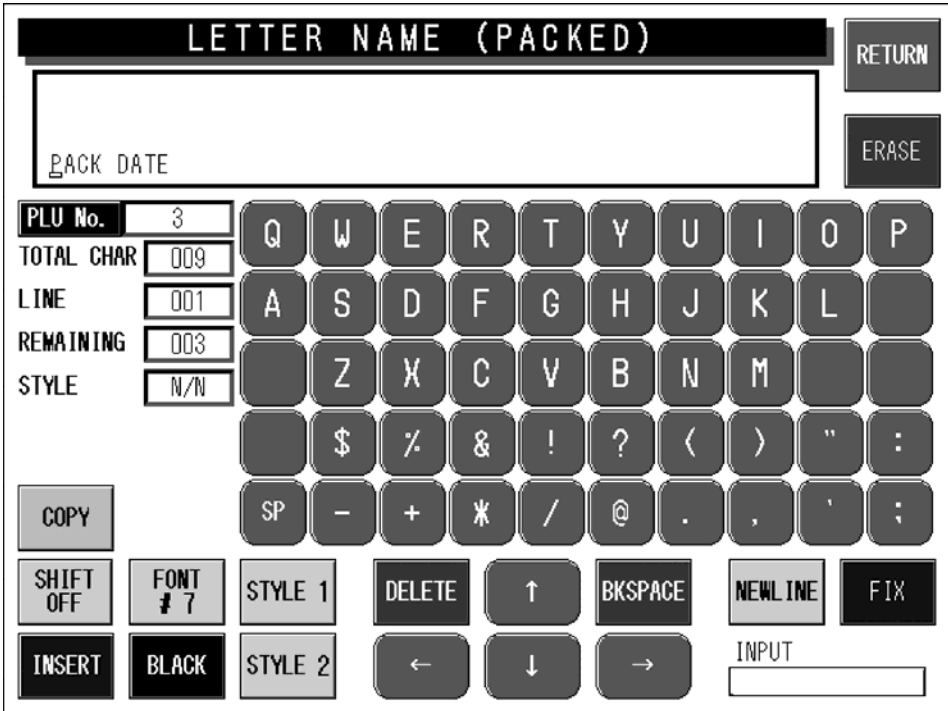 LETTER NAME (PACKED)
RETURN
PACK DATE
ERASE
PLU No. 3
TOTAL CHAR 009
LINE 001
REMAINING 003
STYLE N/N
Q W E R T Y U I O P
A S D F G H J K L
Z X C V B N M
$ % & ! ? ( ) " :
SP - + * / @ . , ' ;
COPY
SHIFT OFF FONT # 7 STYLE 1 DELETE ↑ BKSPACE NEWLINE FIX
INSERT BLACK STYLE 2 ← ↓ → INPUT